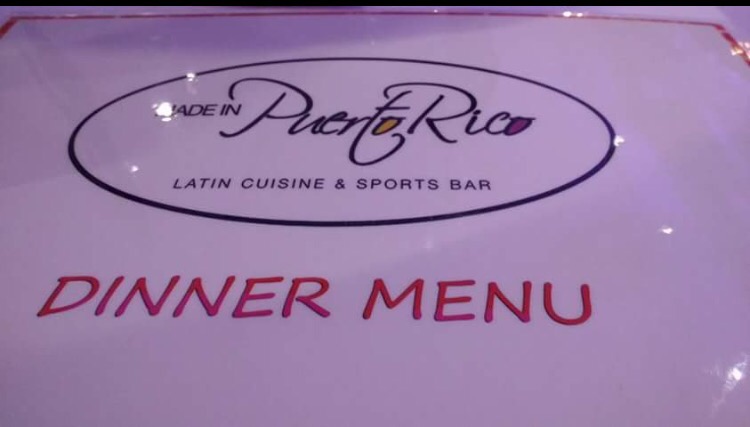 MADE IN Puerto Rico
LATIN CUISINE & SPORTS BAR
DINNER MENU